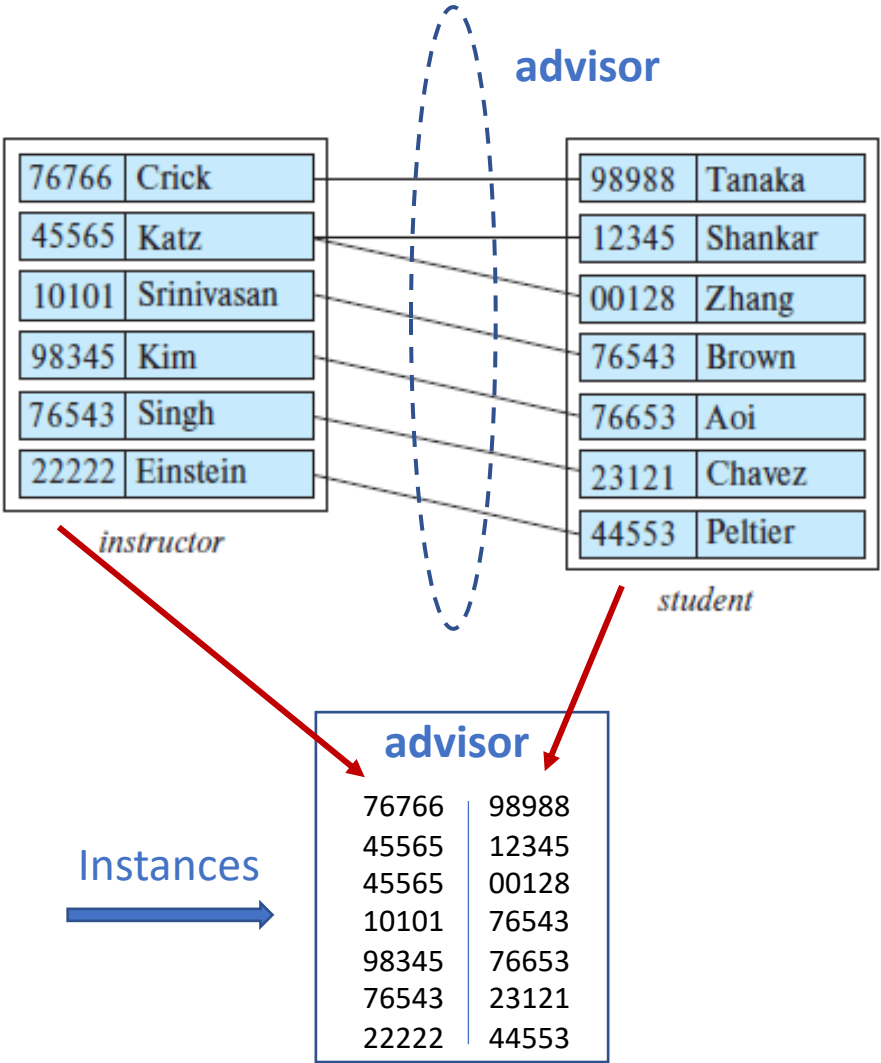 advisor
76766 Crick
45565 Katz
10101 Srinivasan
98345 Kim
76543 Singh
22222 Einstein
instructor
98988 Tanaka
12345 Shankar
00128 Zhang
76543 Brown
76653 Aoi
23121 Chavez
44553 Peltier
student
Instances
advisor
76766 98988
45565 12345
45565 00128
10101 76543
98345 76653
76543 23121
22222 44553